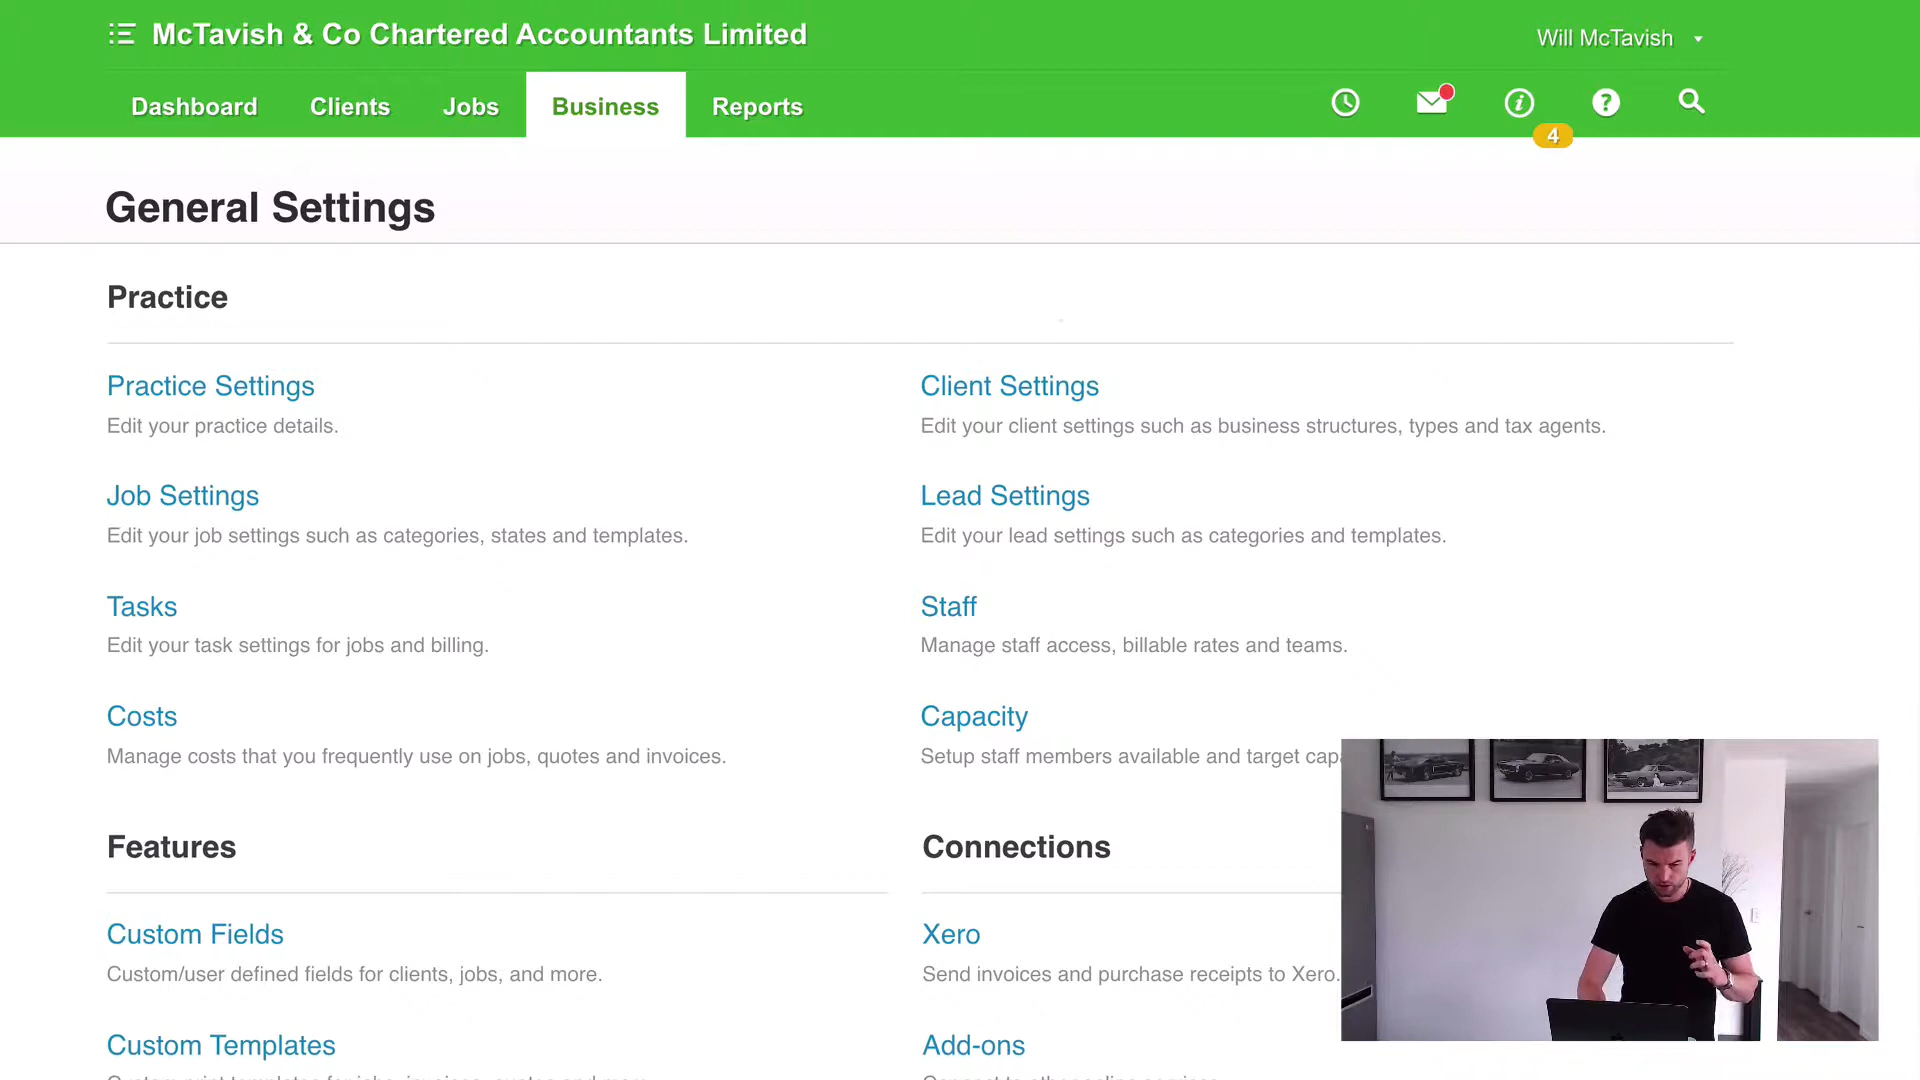 McTavish & Co Chartered Accountants Limited
Will McTavish
Dashboard Clients Jobs Business Reports
4
General Settings
Practice
Practice Settings
Edit your practice details.
Client Settings
Edit your client settings such as business structures, types and tax agents.
Job Settings
Edit your job settings such as categories, states and templates.
Lead Settings
Edit your lead settings such as categories and templates.
Tasks
Edit your task settings for jobs and billing.
Staff
Manage staff access, billable rates and teams.
Costs
Manage costs that you frequently use on jobs, quotes and invoices.
Capacity
Setup staff members available and target
Features
Connections
Custom Fields
Custom/user defined fields for clients, jobs, and more.
Xero
Send invoices and purchase receipts to Xero.
Custom Templates
Add-ons